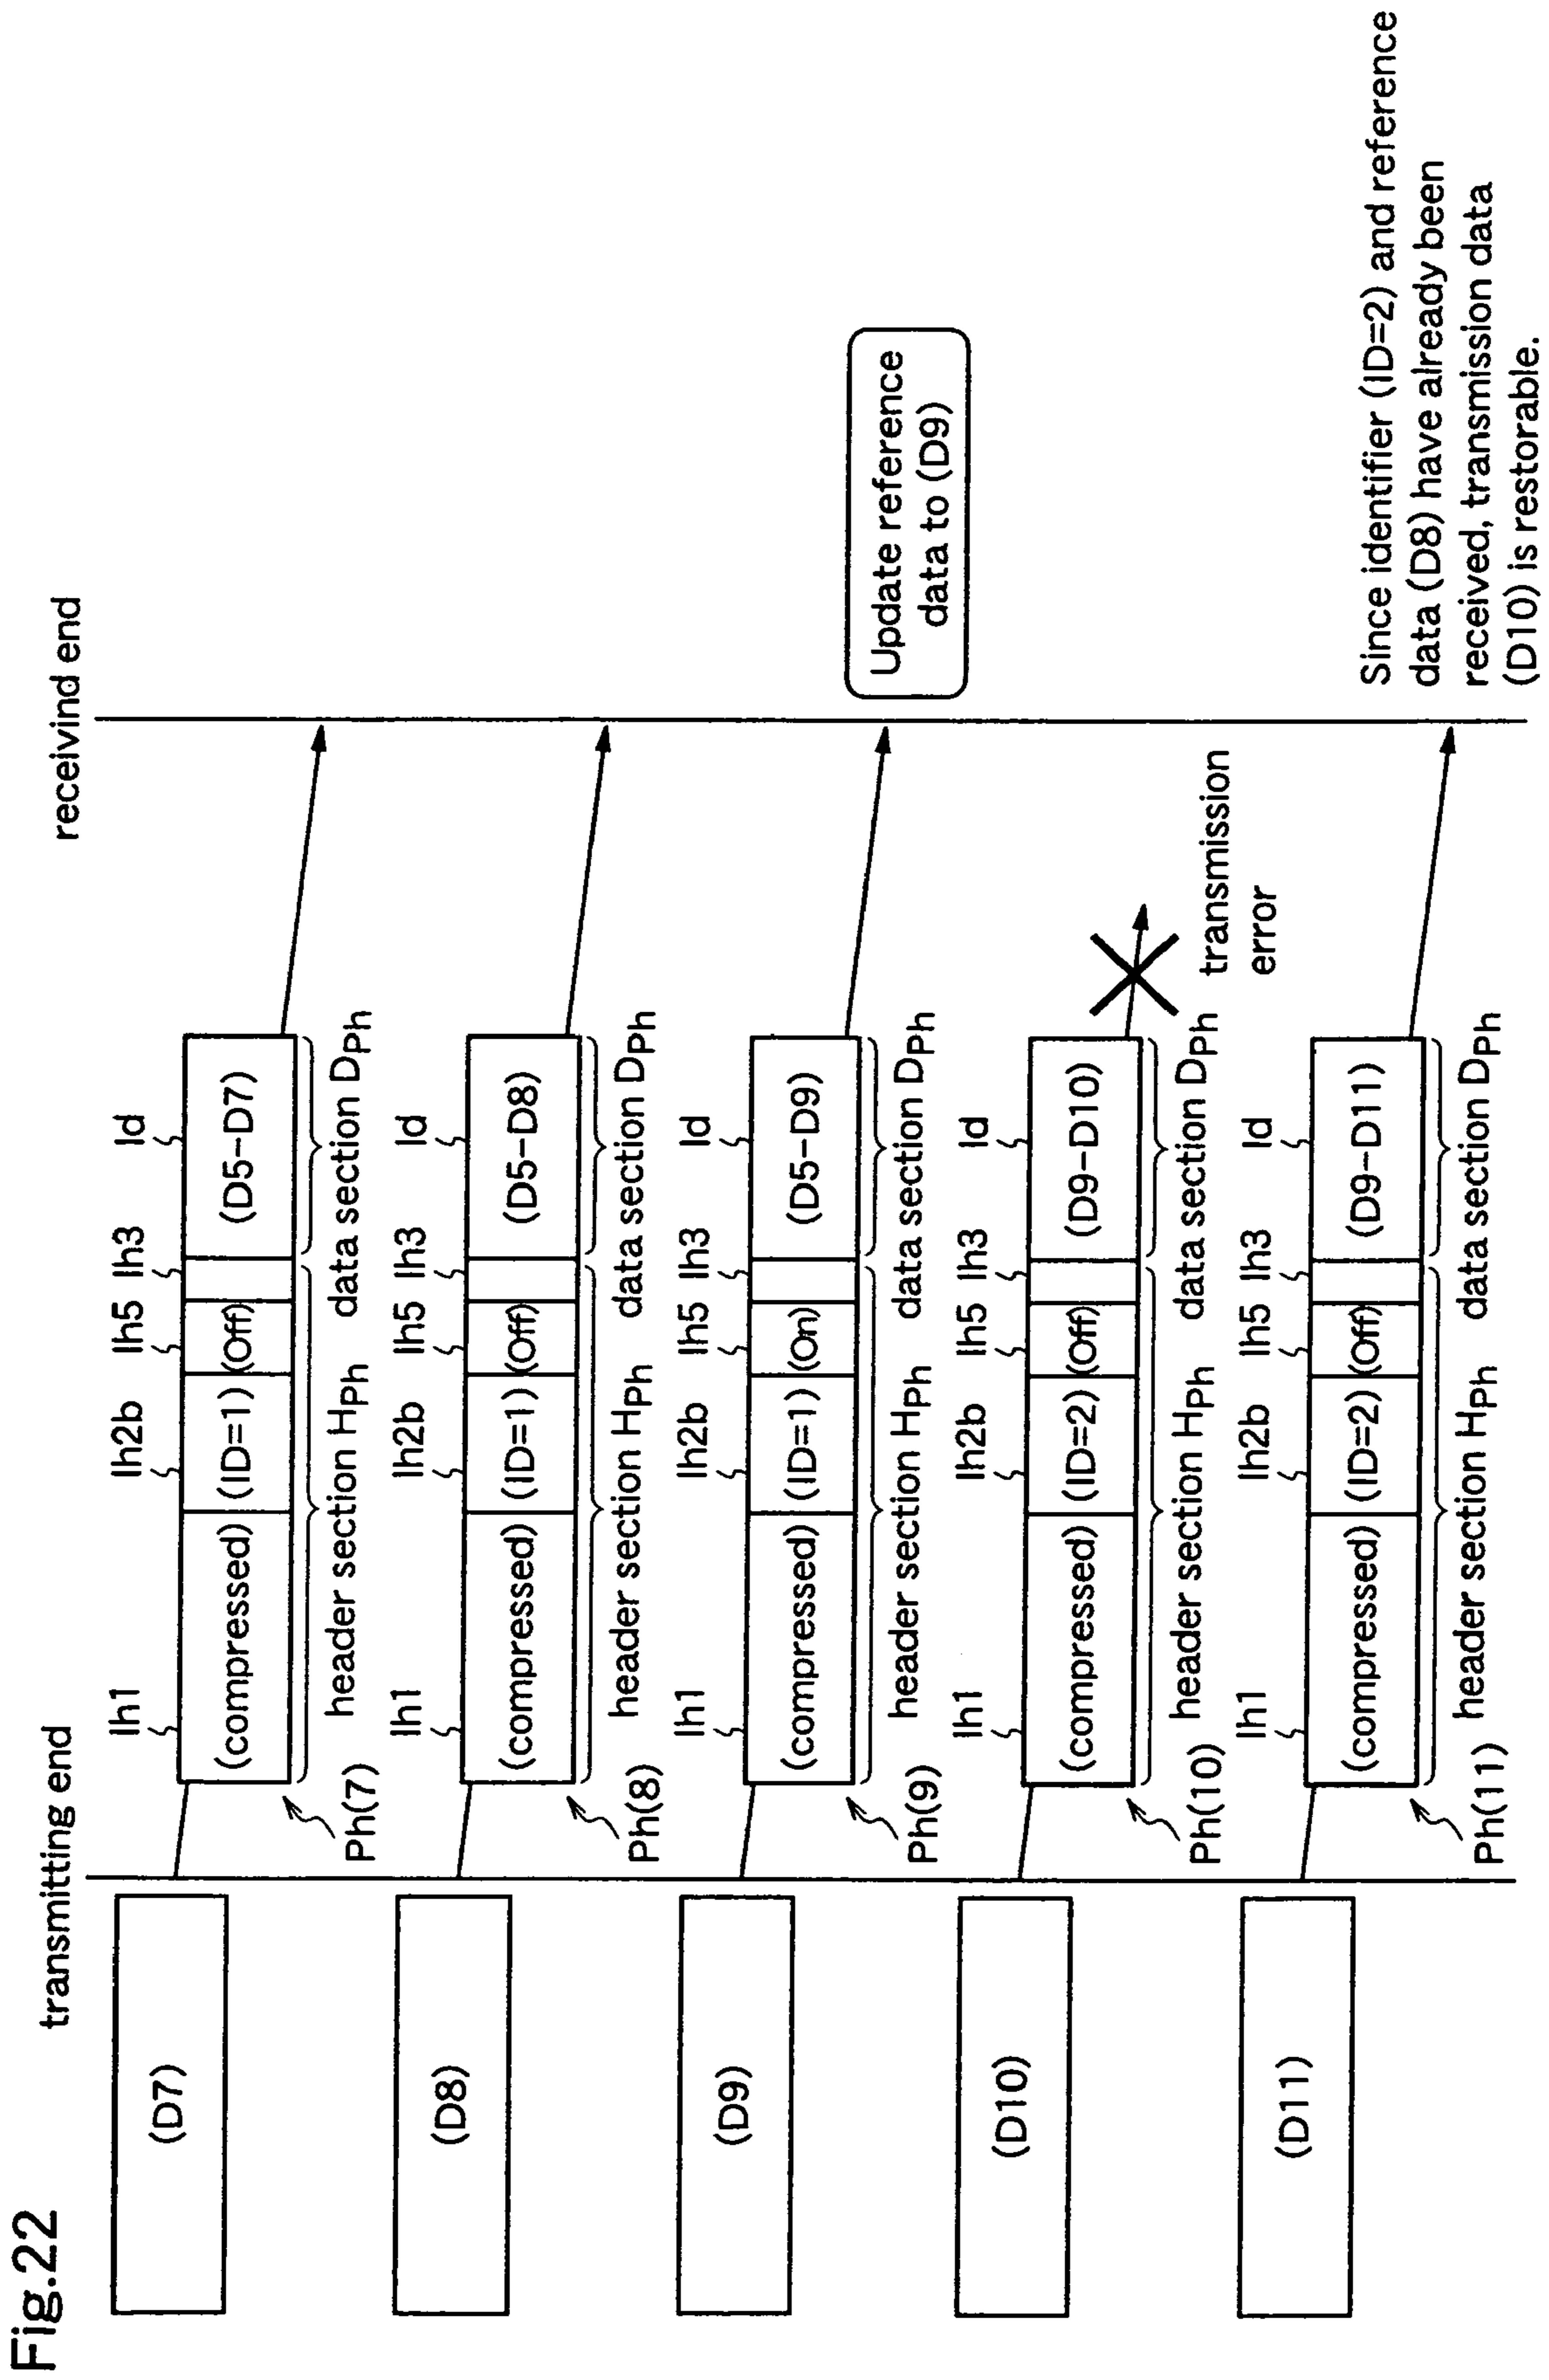 Fig.22
transmitting end
receivind end
(D7)
Ih1
Ih2b
Ih5
Ih3
Id
(compressed)
(ID=1)
(Off)
(D5-D7)
Ph(7)
header section HPh
data section DPh
(D8)
Ih1
Ih2b
Ih5
Ih3
Id
(compressed)
(ID=1)
(Off)
(D5-D8)
Ph(8)
header section HPh
data section DPh
(D9)
Ih1
Ih2b
Ih5
Ih3
Id
(compressed)
(ID=1)
(On)
(D5-D9)
Ph(9)
header section HPh
data section DPh
Update reference
data to (D9)
(D10)
Ih1
Ih2b
Ih5
Ih3
Id
(compressed)
(ID=2)
(Off)
(D9-D10)
Ph(10)
header section HPh
data section DPh
transmission
error
(D11)
Ih1
Ih2b
Ih5
Ih3
Id
(compressed)
(ID=2)
(Off)
(D9-D11)
Ph(11)
header section HPh
data section DPh
Since identifier (ID=2) and reference
data (D8) have already been
received, transmission data
(D10) is restorable.